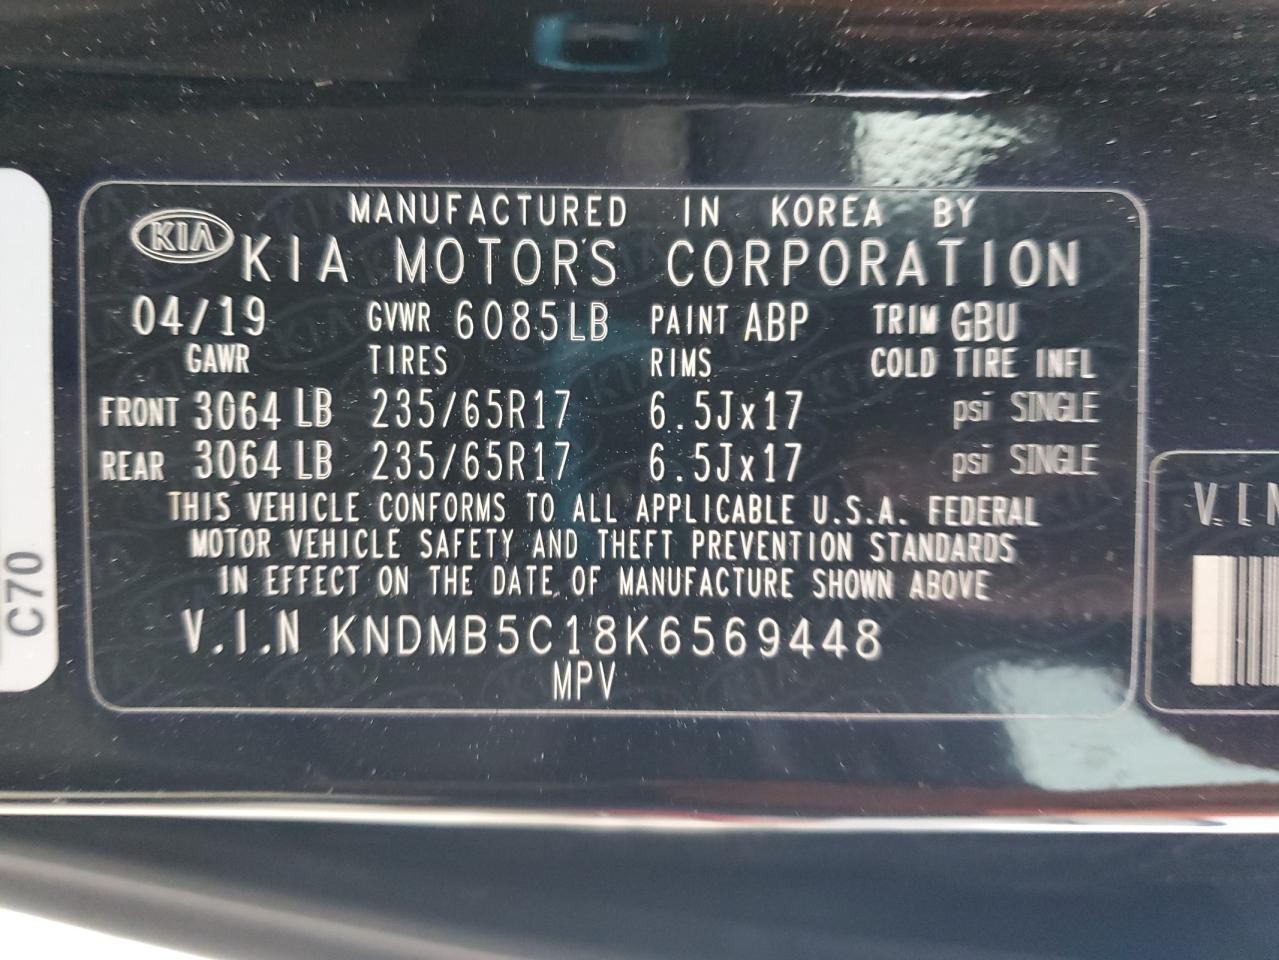 MANUFACTURED IN KOREA BY
KIA KIA MOTORS CORPORATION
04/19 GVWR 6085LB PAINT ABP TRIM GBU
GAWR TIRES RIMS COLD TIRE INFL
FRONT 3064 LB 235/65R17 6.5Jx17 psi SINGLE
REAR 3064 LB 235/65R17 6.5Jx17 psi SINGLE
THIS VEHICLE CONFORMS TO ALL APPLICABLE U.S.A. FEDERAL
MOTOR VEHICLE SAFETY AND THEFT PREVENTION STANDARDS
IN EFFECT ON THE DATE OF MANUFACTURE SHOWN ABOVE
V.I.N KNDMB5C18K6569448
MPV
C70
V.I.N